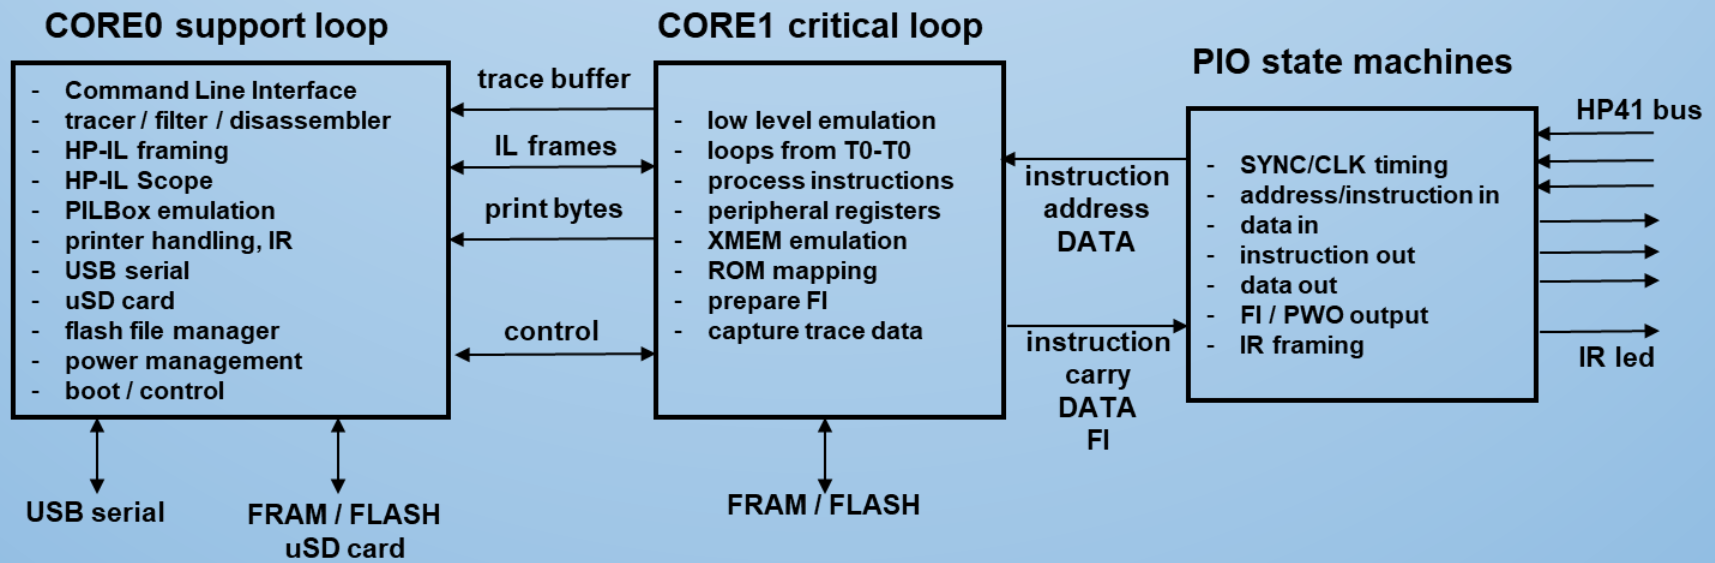 CORE0 support loop
- Command Line Interface
- tracer / filter / disassembler
- HP-IL framing
- HP-IL Scope
- PILBox emulation
- printer handling, IR
- USB serial
- uSD card
- flash file manager
- power management
- boot / control
USB serial
FRAM / FLASH
uSD card
trace buffer
IL frames
print bytes
control
CORE1 critical loop
- low level emulation
- loops from T0-T0
- process instructions
- peripheral registers
- XMEM emulation
- ROM mapping
- prepare FI
- capture trace data
FRAM / FLASH
instruction
address
DATA
instruction
carry
DATA
FI
PIO state machines
- SYNC/CLK timing
- address/instruction in
- data in
- instruction out
- data out
- FI / PWO output
- IR framing
HP41 bus
IR led